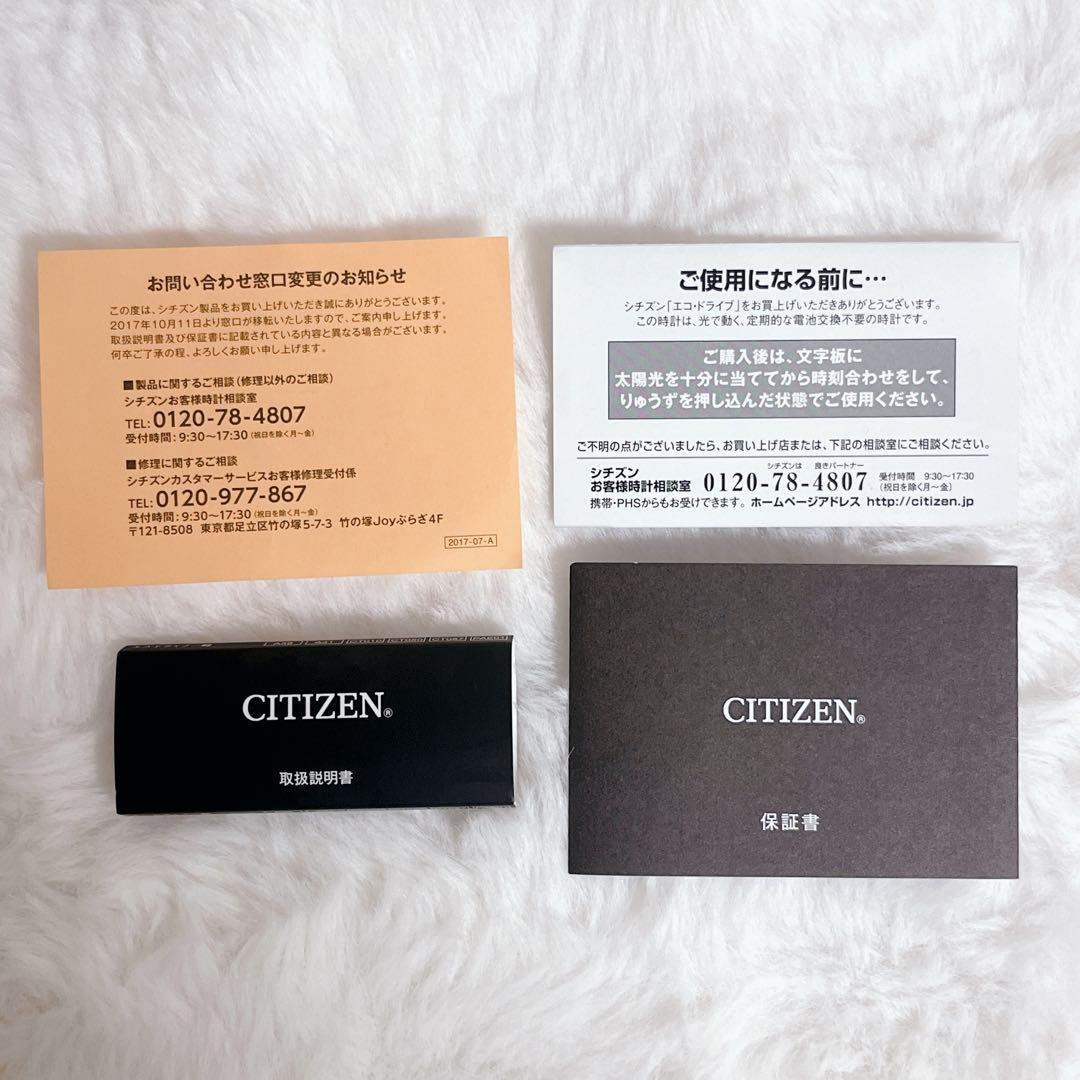 お問い合わせ窓口変更のお知らせ
この度は、シチズン製品をお買い上げいただき誠にありがとうございます。
2017年10月11日より窓口が移転いたしますので、ご案内申し上げます。
取扱説明書及び保証書に記載されている内容と異なる場合がございます。
何卒ご了承の程、よろしくお願い申し上げます。
■製品に関するご相談(修理以外のご相談)
シチズンお客様時計相談室
TEL: 0120-78-4807
受付時間:9:30〜17:30(祝日を除く月〜金)
■修理に関するご相談
シチズンカスタマーサービスお客様修理受付係
TEL: 0120-977-867
受付時間:9:30〜17:30(祝日を除く月〜金)
〒121-8508 東京都足立区竹の塚5-7-3 竹の塚Joyぷらざ4F
2017-07-A
ご使用になる前に…
シチズン「エコ・ドライブ」をお買上げいただきありがとうございます。
この時計は、光で動く、定期的な電池交換不要の時計です。
ご購入後は、文字板に
太陽光を十分に当ててから時刻合わせをして、
りゅうずを押し込んだ状態でご使用ください。
ご不明の点がございましたら、お買い上げ店または、下記の相談室にご相談ください。
シチズンは 良きパートナー
シチズン
お客様時計相談室 0120-78-4807 受付時間 9:30〜17:30
(祝日を除く月〜金)
携帯・PHSからもお受けできます。ホームページアドレス http://citizen.jp
CITIZEN®
取扱説明書
CITIZEN®
保証書